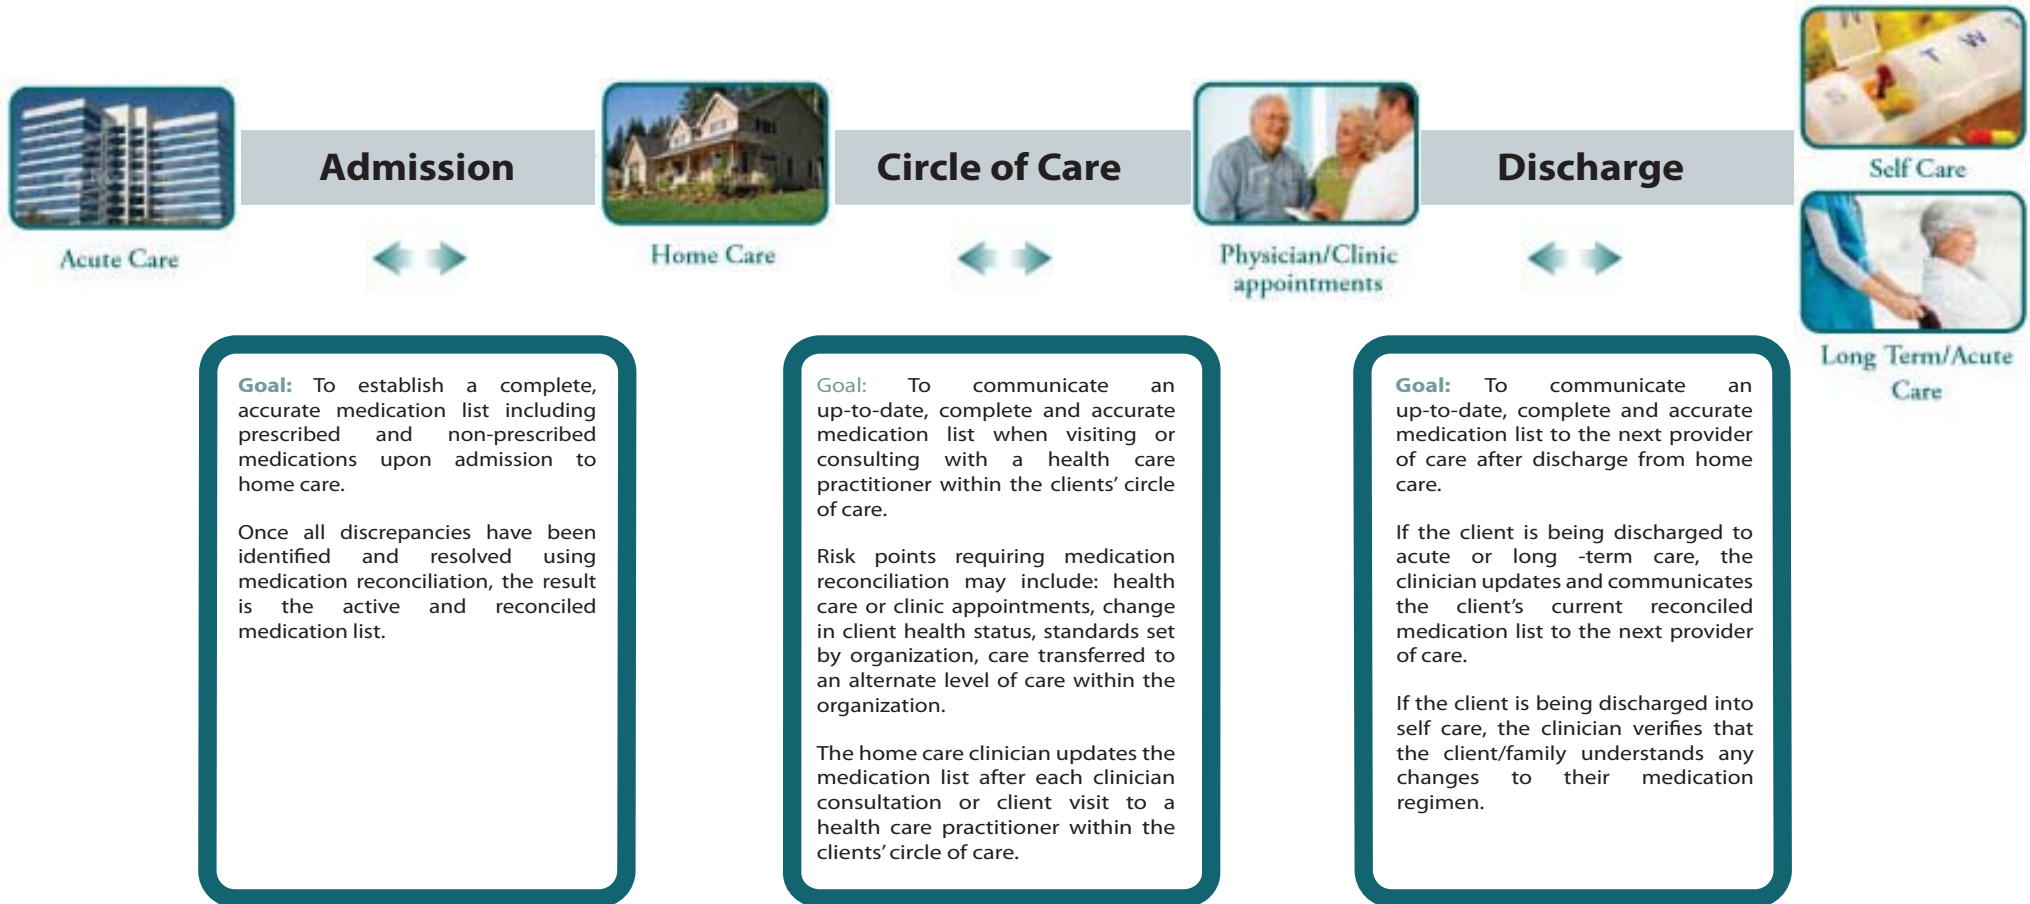 Admission
Circle of Care
Discharge
Acute Care
Home Care
Physician/Clinic
appointments
T W
Self Care
Long Term/Acute
Care
Goal: To establish a complete,
accurate medication list including
prescribed and non-prescribed
medications upon admission to
home care.
Once all discrepancies have been
identified and resolved using
medication reconciliation, the result
is the active and reconciled
medication list.
Goal: To communicate an
up-to-date, complete and accurate
medication list when visiting or
consulting with a health care
practitioner within the clients’ circle
of care.
Risk points requiring medication
reconciliation may include: health
care or clinic appointments, change
in client health status, standards set
by organization, care transferred to
an alternate level of care within the
organization.
The home care clinician updates the
medication list after each clinician
consultation or client visit to a
health care practitioner within the
clients’ circle of care.
Goal: To communicate an
up-to-date, complete and accurate
medication list to the next provider
of care after discharge from home
care.
If the client is being discharged to
acute or long -term care, the
clinician updates and communicates
the client’s current reconciled
medication list to the next provider
of care.
If the client is being discharged into
self care, the clinician verifies that
the client/family understands any
changes to their medication
regimen.